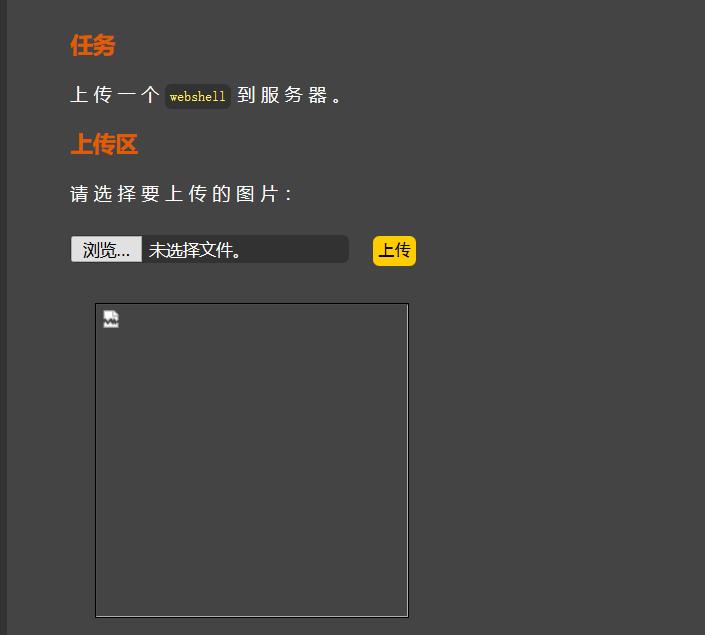 任务
上传一个 webshell 到服务器。
上传区
请选择要上传的图片：
浏览... 未选择文件。 上传